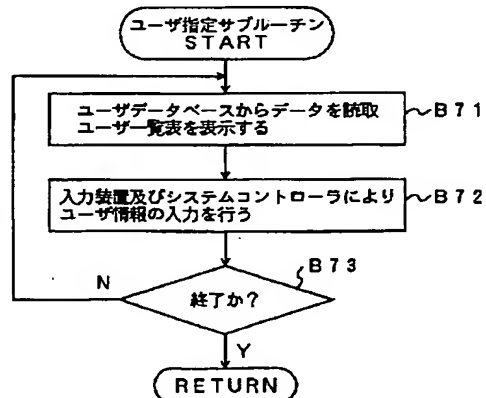 ユーザ指定サブルーチン
START
ユーザデータベースからデータを読取
ユーザ一覧表を表示する
B71
入力装置及びシステムコントローラにより
ユーザ情報の入力を行う
B72
B73
N
終了か?
Y
RETURN